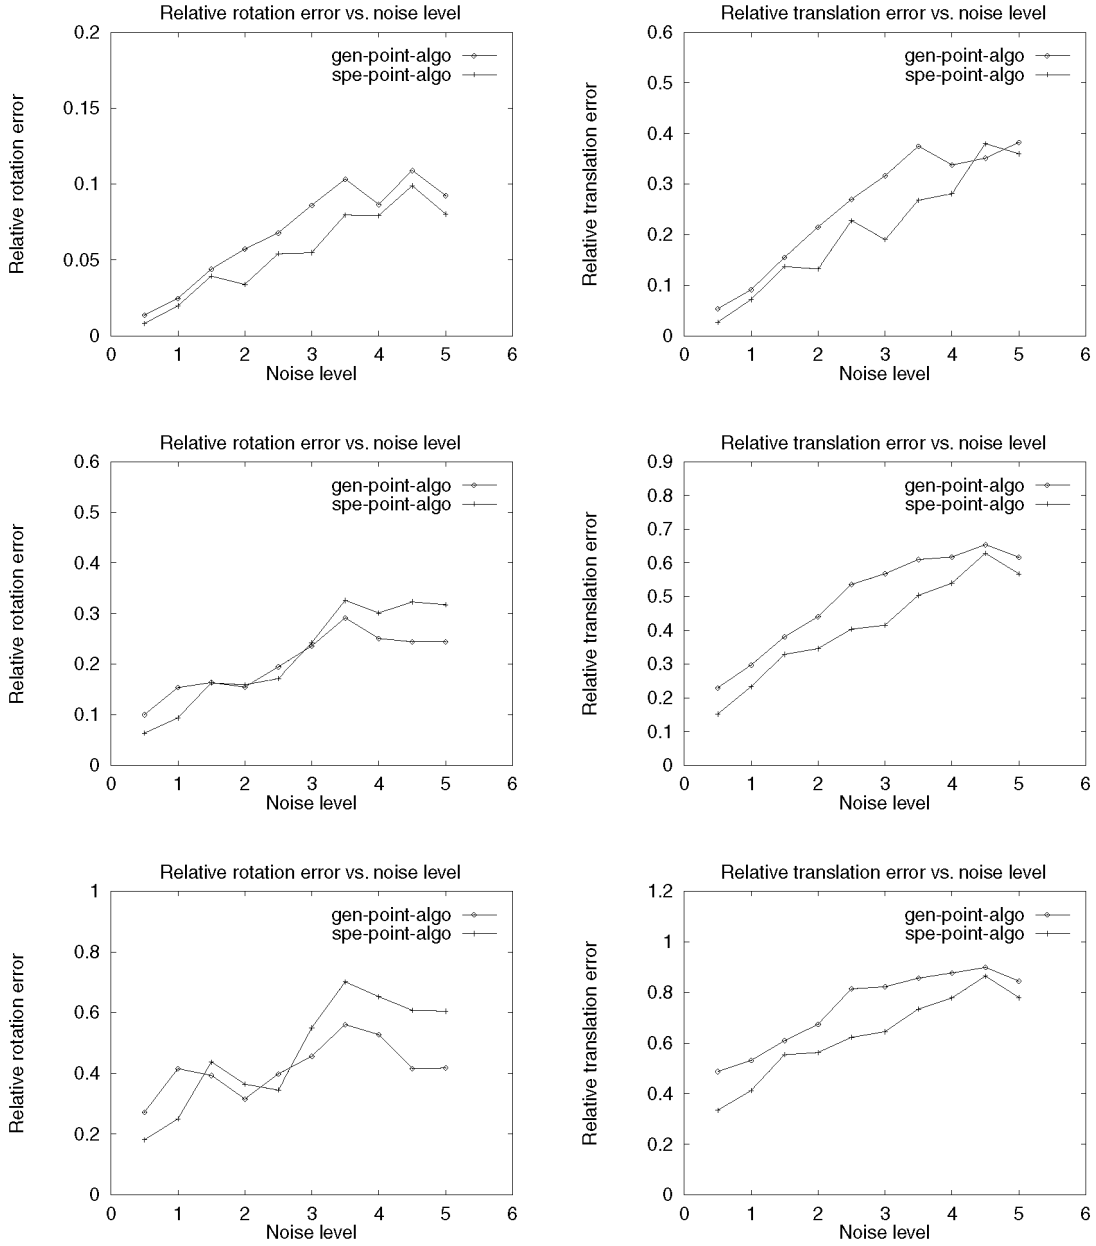 Relative rotation error vs. noise level
Relative rotation error
0.2
0.15
0.1
0.05
0
gen-point-algo
spe-point-algo
0 1 2 3 4 5 6
Noise level
Relative translation error vs. noise level
Relative translation error
0.6
0.5
0.4
0.3
0.2
0.1
0
gen-point-algo
spe-point-algo
0 1 2 3 4 5 6
Noise level
Relative rotation error vs. noise level
Relative rotation error
0.6
0.5
0.4
0.3
0.2
0.1
0
gen-point-algo
spe-point-algo
0 1 2 3 4 5 6
Noise level
Relative translation error vs. noise level
Relative translation error
0.9
0.8
0.7
0.6
0.5
0.4
0.3
0.2
0.1
0
gen-point-algo
spe-point-algo
0 1 2 3 4 5 6
Noise level
Relative rotation error vs. noise level
Relative rotation error
1
0.8
0.6
0.4
0.2
0
gen-point-algo
spe-point-algo
0 1 2 3 4 5 6
Noise level
Relative translation error vs. noise level
Relative translation error
1.2
1
0.8
0.6
0.4
0.2
0
gen-point-algo
spe-point-algo
0 1 2 3 4 5 6
Noise level